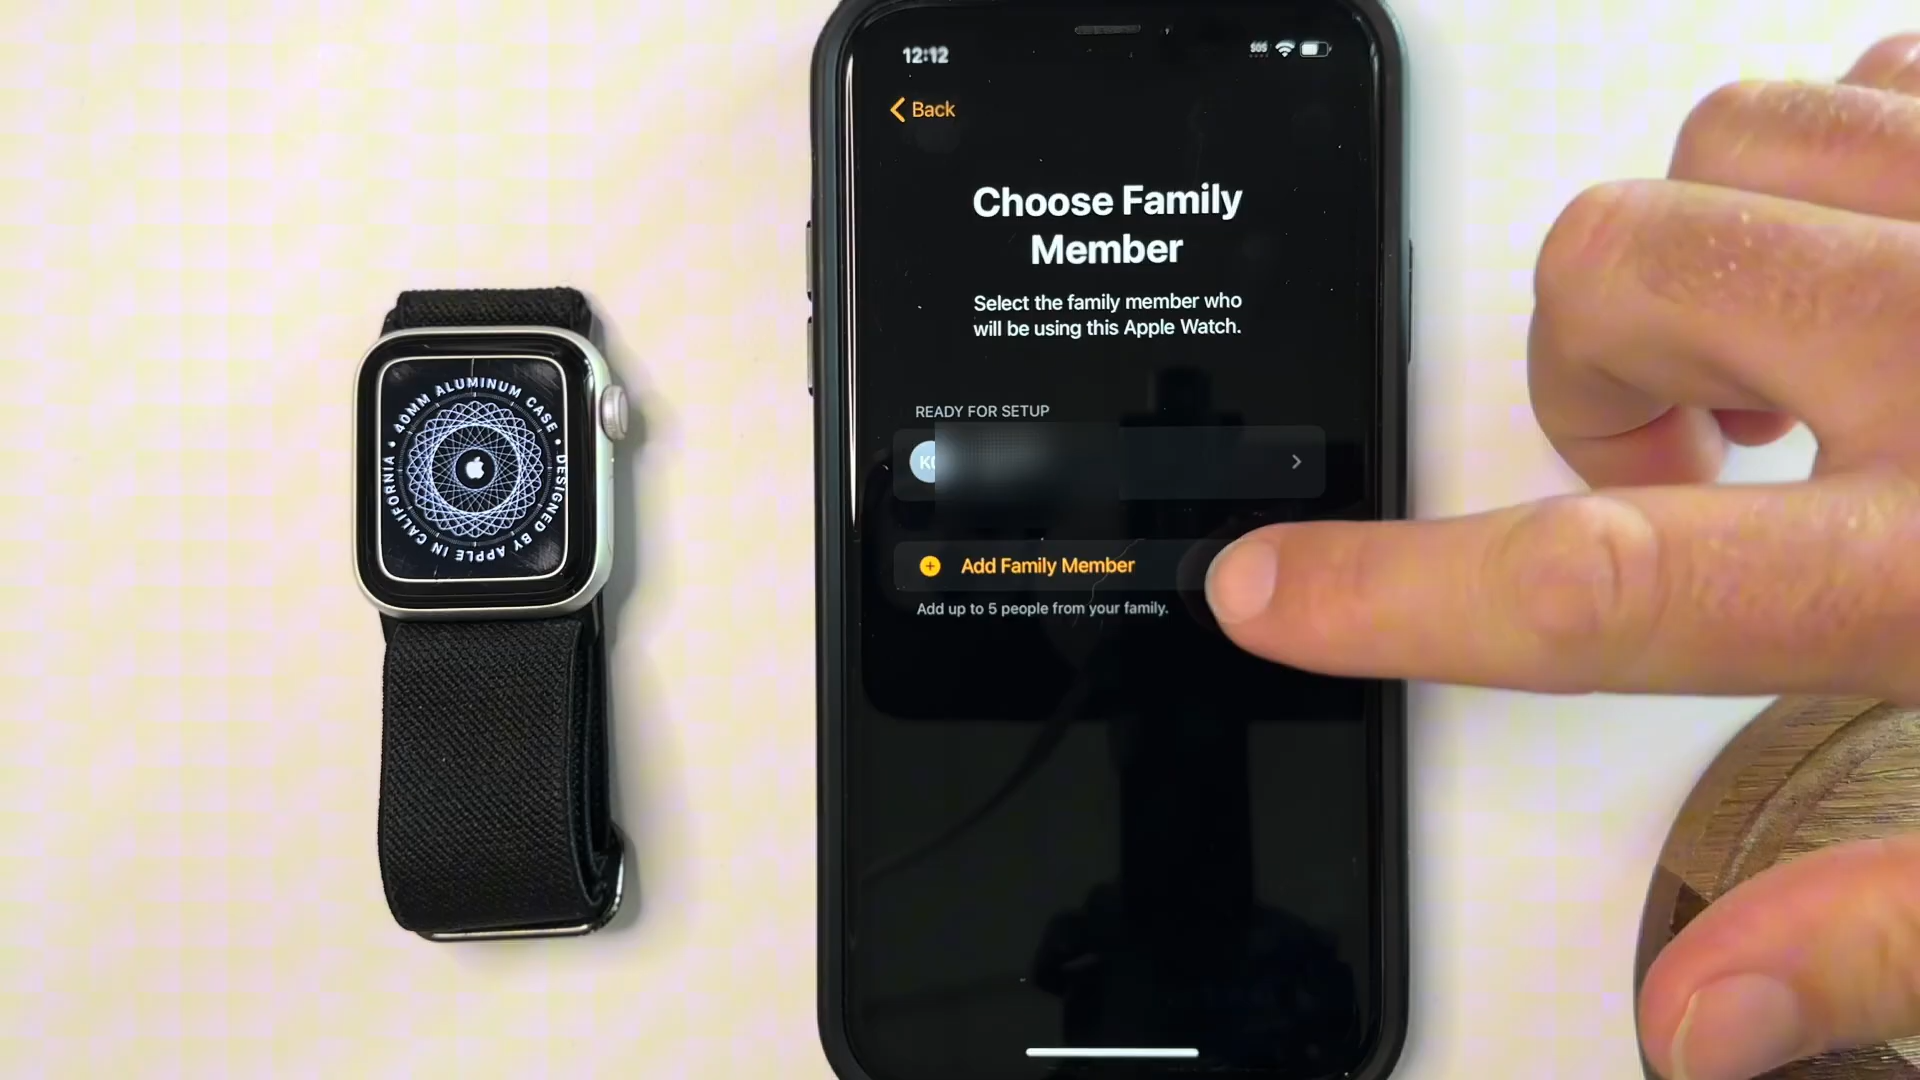 12:12
SOS
Back
Choose Family
Member
Select the family member who
will be using this Apple Watch.
READY FOR SETUP
Add Family Member
Add up to 5 people from your family.
40MM ALUMINUM CASE • DESIGNED BY APPLE IN CALIFORNIA •